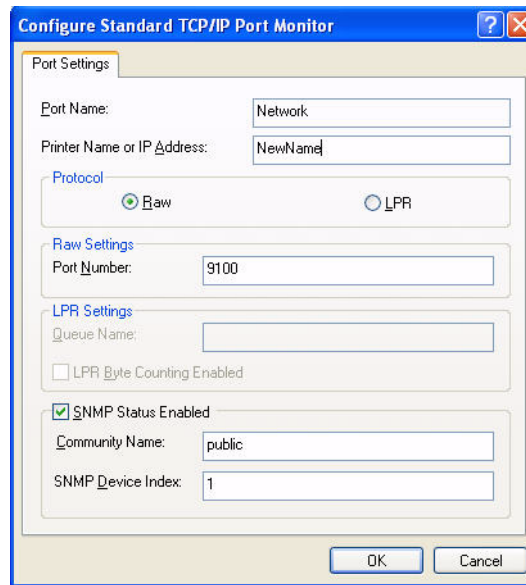 Configure Standard TCP/IP Port Monitor
Port Settings
Port Name: Network
Printer Name or IP Address: NewName
Protocol
Raw LPR
Raw Settings
Port Number: 9100
LPR Settings
Queue Name:
LPR Byte Counting Enabled
SNMP Status Enabled
Community Name: public
SNMP Device Index: 1
OK Cancel